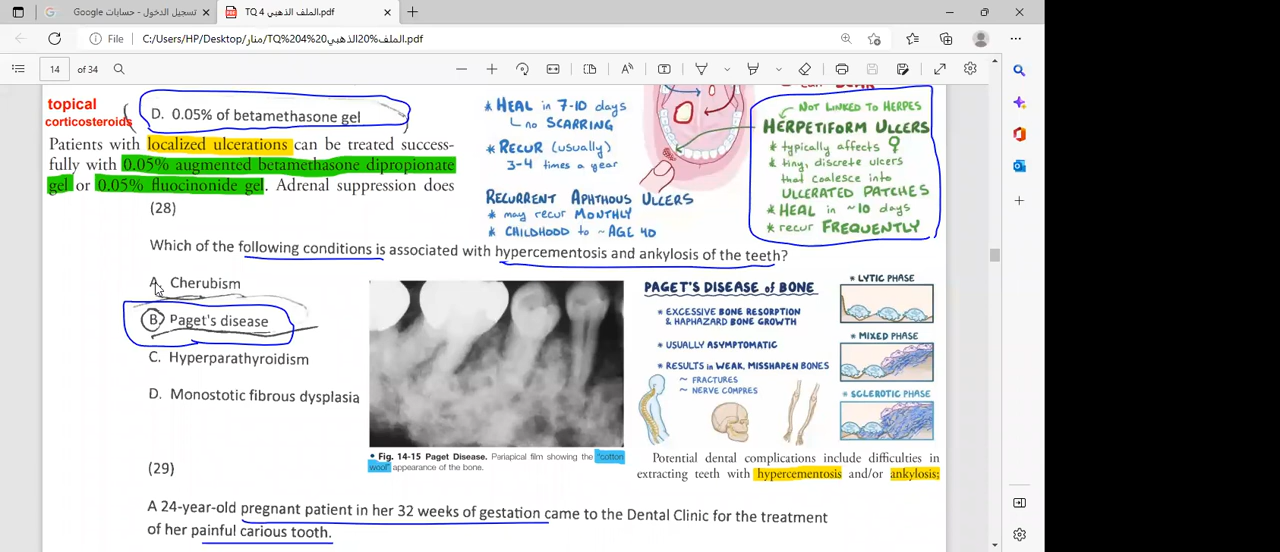 Google تسجيل الدخول - حسابات
TQ 4 الملف الذهبي.pdf
File
C:/Users/HP/Desktop/منار/TQ%204%20الملف%20الذهبي.pdf
14 of 34
topical
corticosteroids
D. 0.05% of betamethasone gel
Patients with localized ulcerations can be treated success-
fully with 0.05% augmented betamethasone dipropionate
gel or 0.05% fluocinonide gel. Adrenal suppression does
* HEAL in 7-10 days
no SCARRING
* RECUR (usually)
3-4 times a year
RECURRENT APHTHOUS ULCERS
* may recur MONTHLY
* CHILDHOOD to ~ AGE 40
NOT LINKED TO HERPES
HERPETIFORM ULCERS
* typically affects ♀
* tiny, discrete ulcers
that coalesce into
ULCERATED PATCHES
* HEAL in ~10 days
* recur FREQUENTLY
(28)
Which of the following conditions is associated with hypercementosis and ankylosis of the teeth?
A. Cherubism
B. Paget's disease
C. Hyperparathyroidism
D. Monostotic fibrous dysplasia
• Fig. 14-15 Paget Disease. Periapical film showing the "cotton
wool" appearance of the bone.
PAGET'S DISEASE of BONE
* EXCESSIVE BONE RESORPTION
& HAPHAZARD BONE GROWTH
* USUALLY ASYMPTOMATIC
* RESULTS in WEAK, MISSHAPEN BONES
~ FRACTURES
~ NERVE COMPRES
* LYTIC PHASE
* MIXED PHASE
* SCLEROTIC PHASE
Potential dental complications include difficulties in
extracting teeth with hypercementosis and/or ankylosis;
(29)
A 24-year-old pregnant patient in her 32 weeks of gestation came to the Dental Clinic for the treatment
of her painful carious tooth.